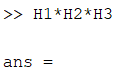 >> H1*H2*H3
ans =